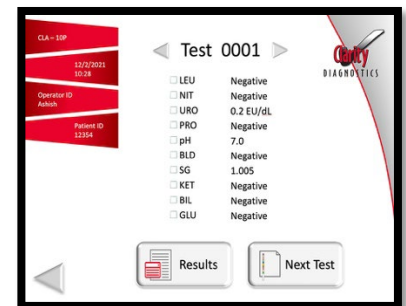 CLA – 10P
12/2/2021
10:28
Operator ID
Ashish
Patient ID
12354
Test 0001
Clarity
DIAGNOSTICS
LEU Negative
NIT Negative
URO 0.2 EU/dL
PRO Negative
pH 7.0
BLD Negative
SG 1.005
KET Negative
BIL Negative
GLU Negative
Results
Next Test